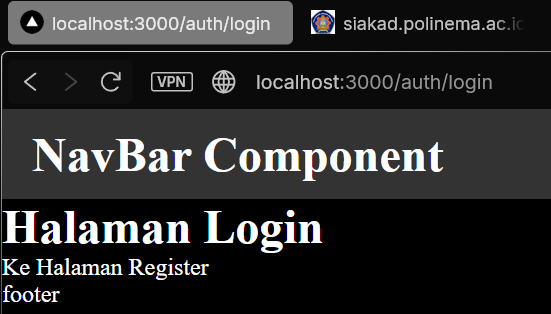 localhost:3000/auth/login
siakad.polinema.ac.id
VPN
localhost:3000/auth/login
NavBar Component
Halaman Login
Ke Halaman Register
footer